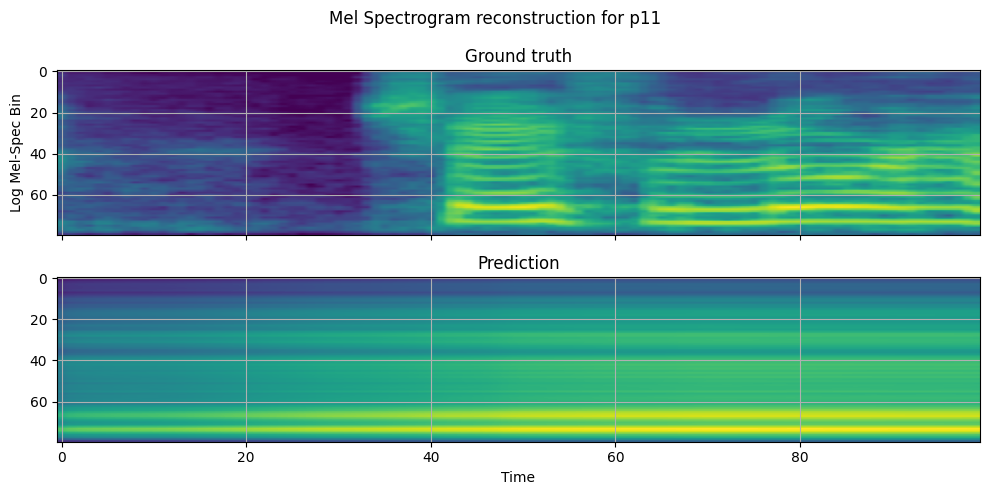 Mel Spectrogram reconstruction for p11
Ground truth
Log Mel-Spec Bin
0
20
40
60
Prediction
0
20
40
60
0 20 40 60 80
Time